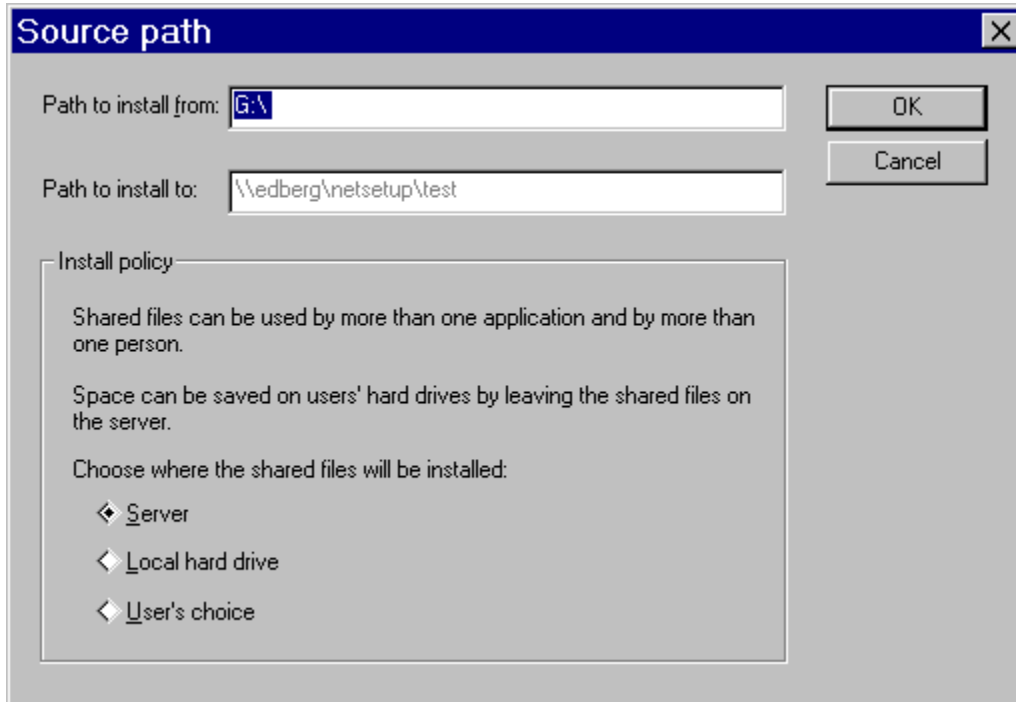 Source path
Path to install from: G:\
OK
Cancel
Path to install to: \\edberg\netsetup\test
Install policy
Shared files can be used by more than one application and by more than
one person.
Space can be saved on users' hard drives by leaving the shared files on
the server.
Choose where the shared files will be installed:
Server
Local hard drive
User's choice